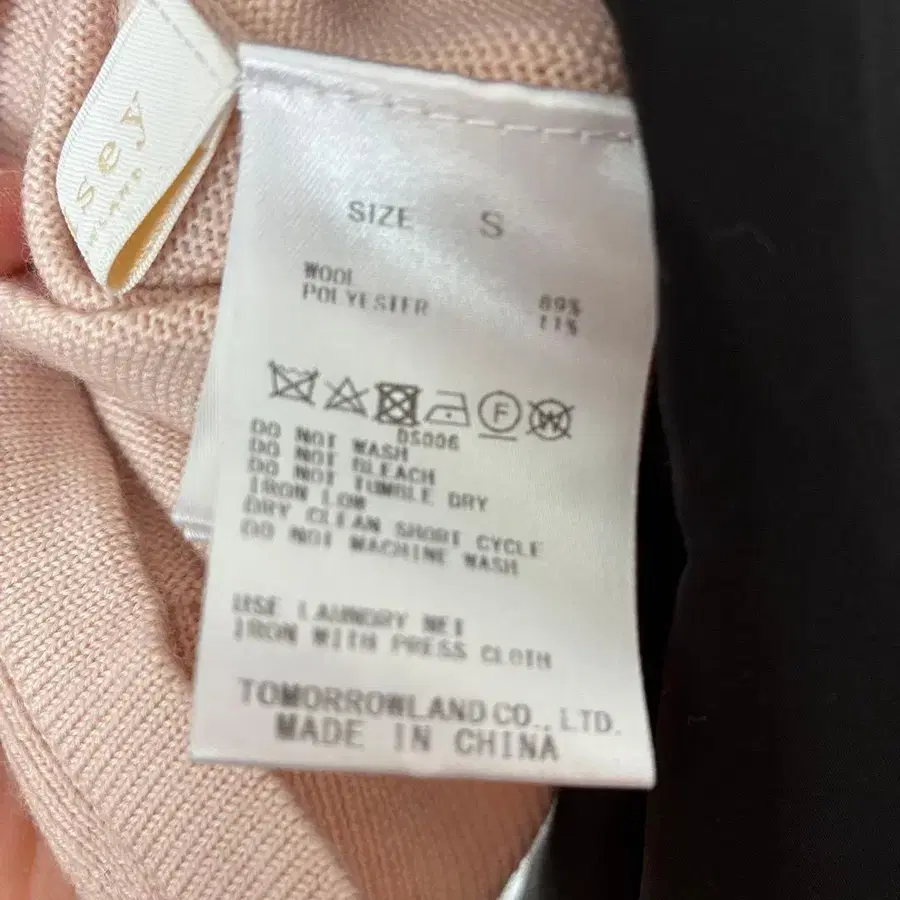 sey
SIZE S
WOOL 89%
POLYESTER 11%
F W
DS006
DO NOT WASH
DO NOT BLEACH
DO NOT TUMBLE DRY
IRON LOW
DRY CLEAN SHORT CYCLE
DO NOT MACHINE WASH
USE LAUNDRY NET
IRON WITH PRESS CLOTH
TOMORROWLAND CO., LTD.
MADE IN CHINA